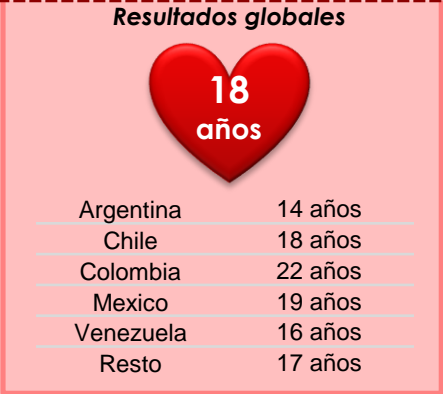 Resultados globales
18
años
Argentina 14 años
Chile 18 años
Colombia 22 años
Mexico 19 años
Venezuela 16 años
Resto 17 años